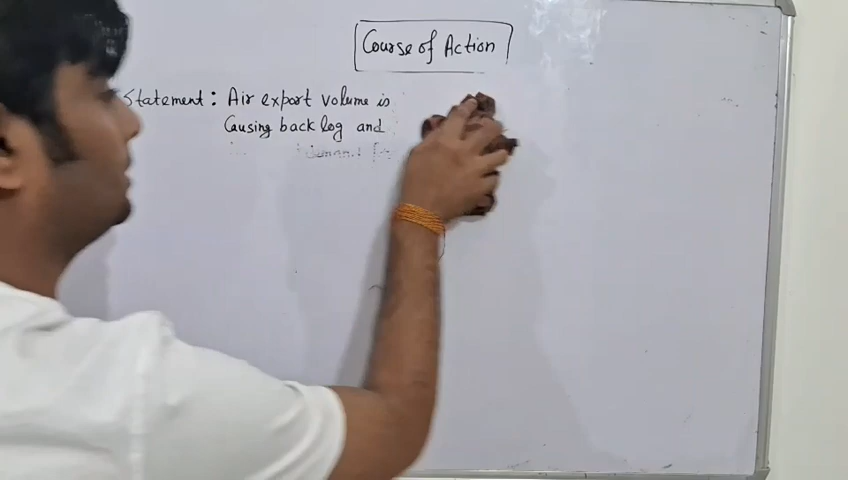 Course of Action
Statement : Air export volume is
Causing back log and